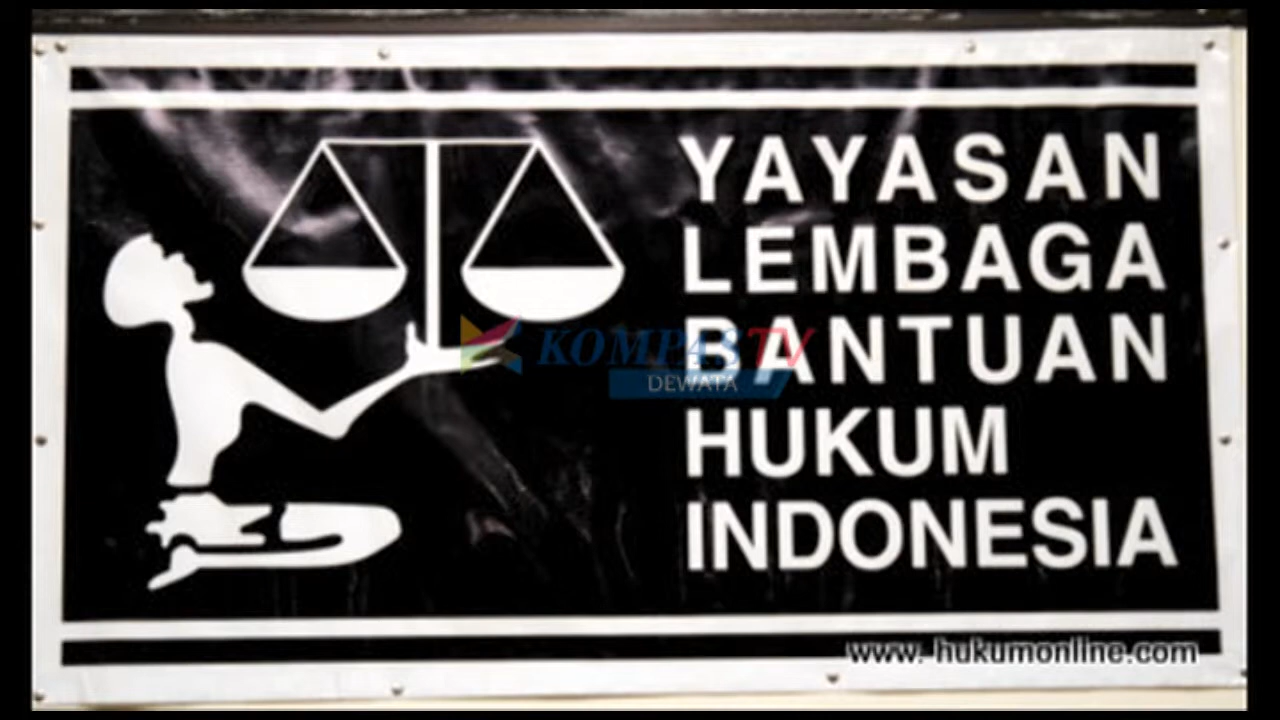 YAYASAN
LEMBAGA
BANTUAN
HUKUM
INDONESIA
KOMPASTV
DEWATA
www.hukumonline.com